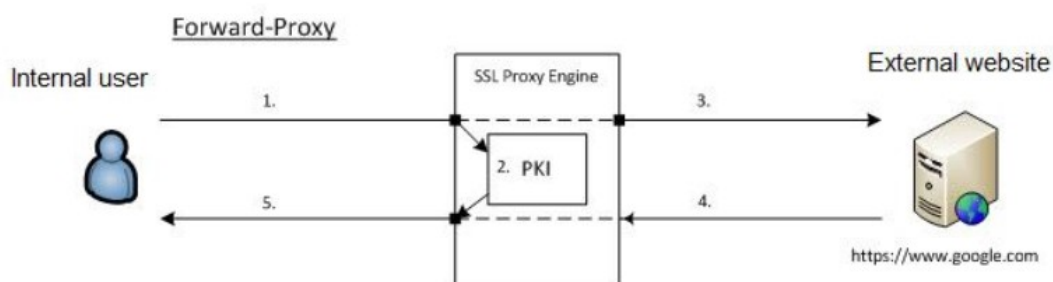 Forward-Proxy
Internal user
SSL Proxy Engine
External website
1.
3.
2. PKI
5.
4.
https://www.google.com